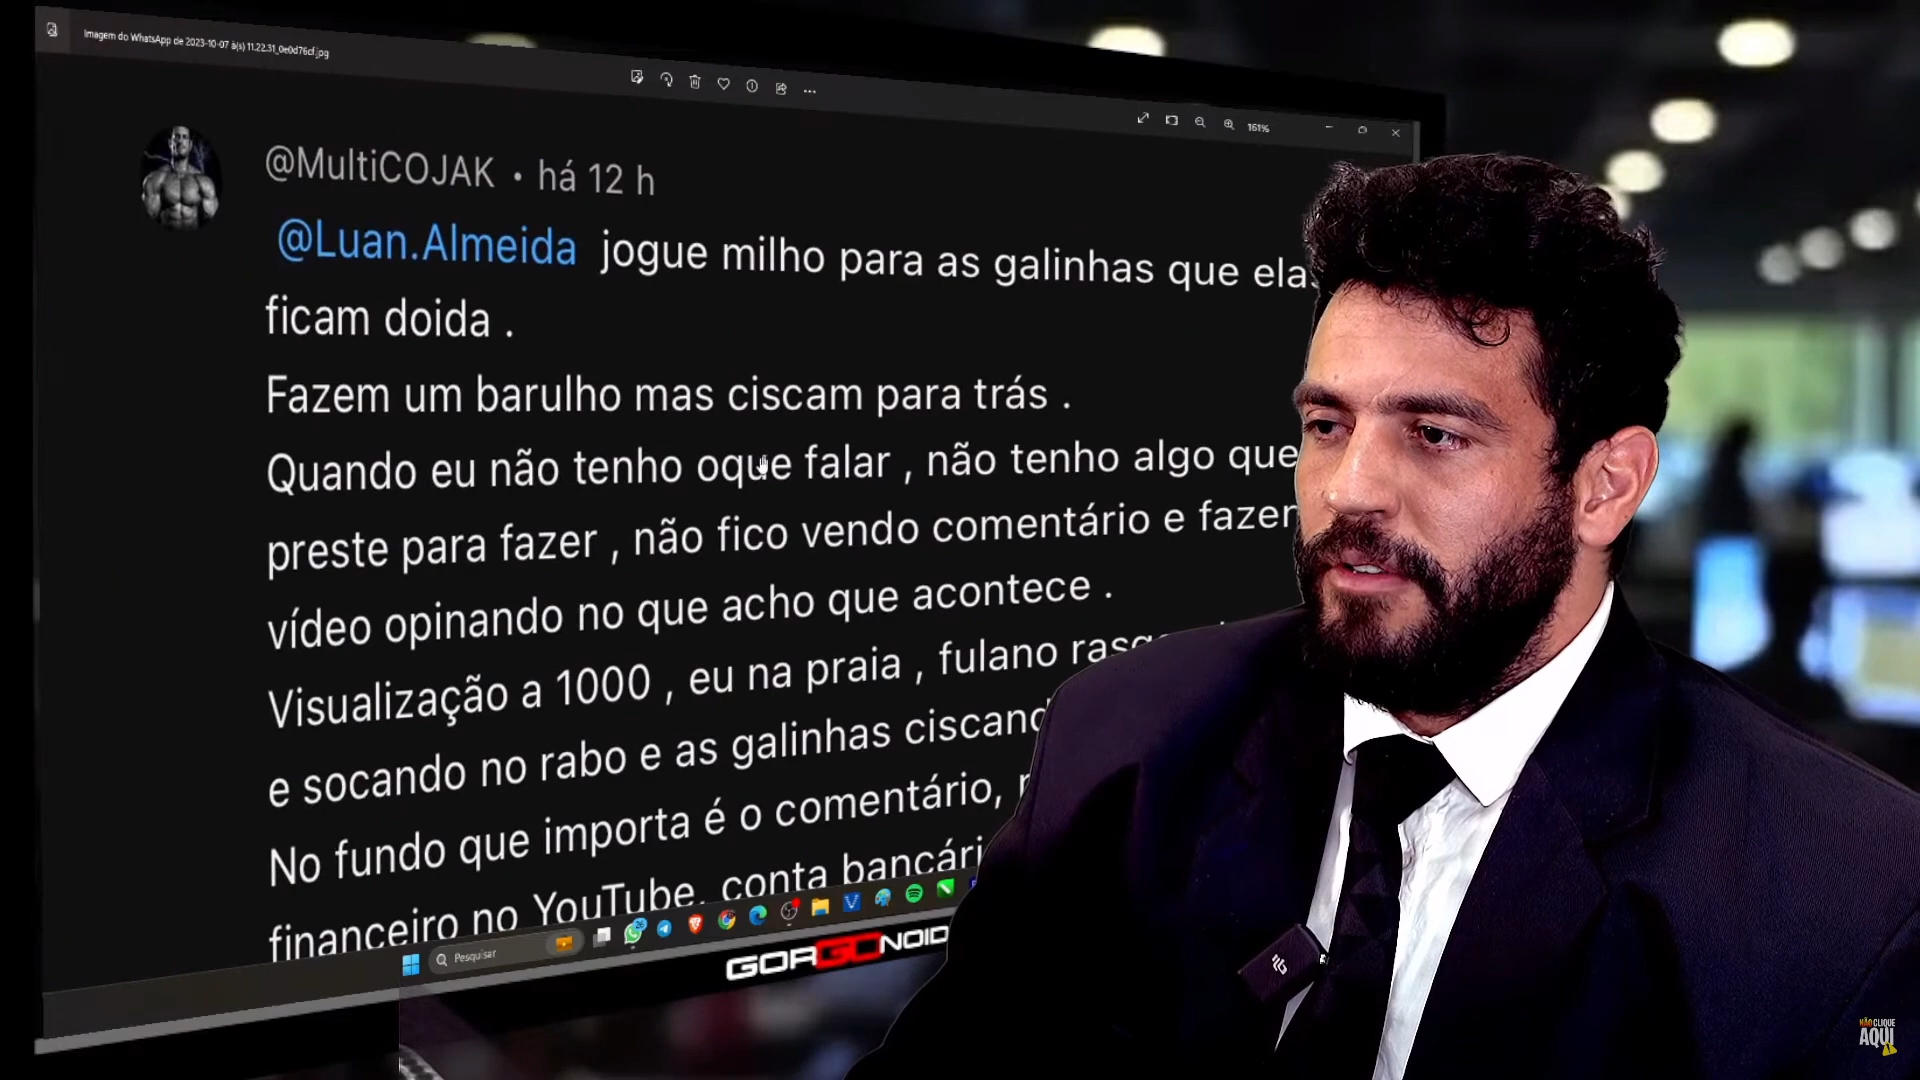 Imagem do WhatsApp de 2023-10-07 à(s) 11.22.31_0e0d76cf.jpg
161%
@MultiCOJAK • há 12 h
@Luan.Almeida jogue milho para as galinhas que elas
ficam doida .
Fazem um barulho mas ciscam para trás .
Quando eu não tenho oque falar , não tenho algo que
preste para fazer , não fico vendo comentário e fazer
vídeo opinando no que acho que acontece .
Visualização a 1000 , eu na praia , fulano
e socando no rabo e as galinhas
No fundo que importa é o comentário,
financeiro no YouTube, conta
Pesquisar
GORGONOID
NÃO CLIQUE
AQUI